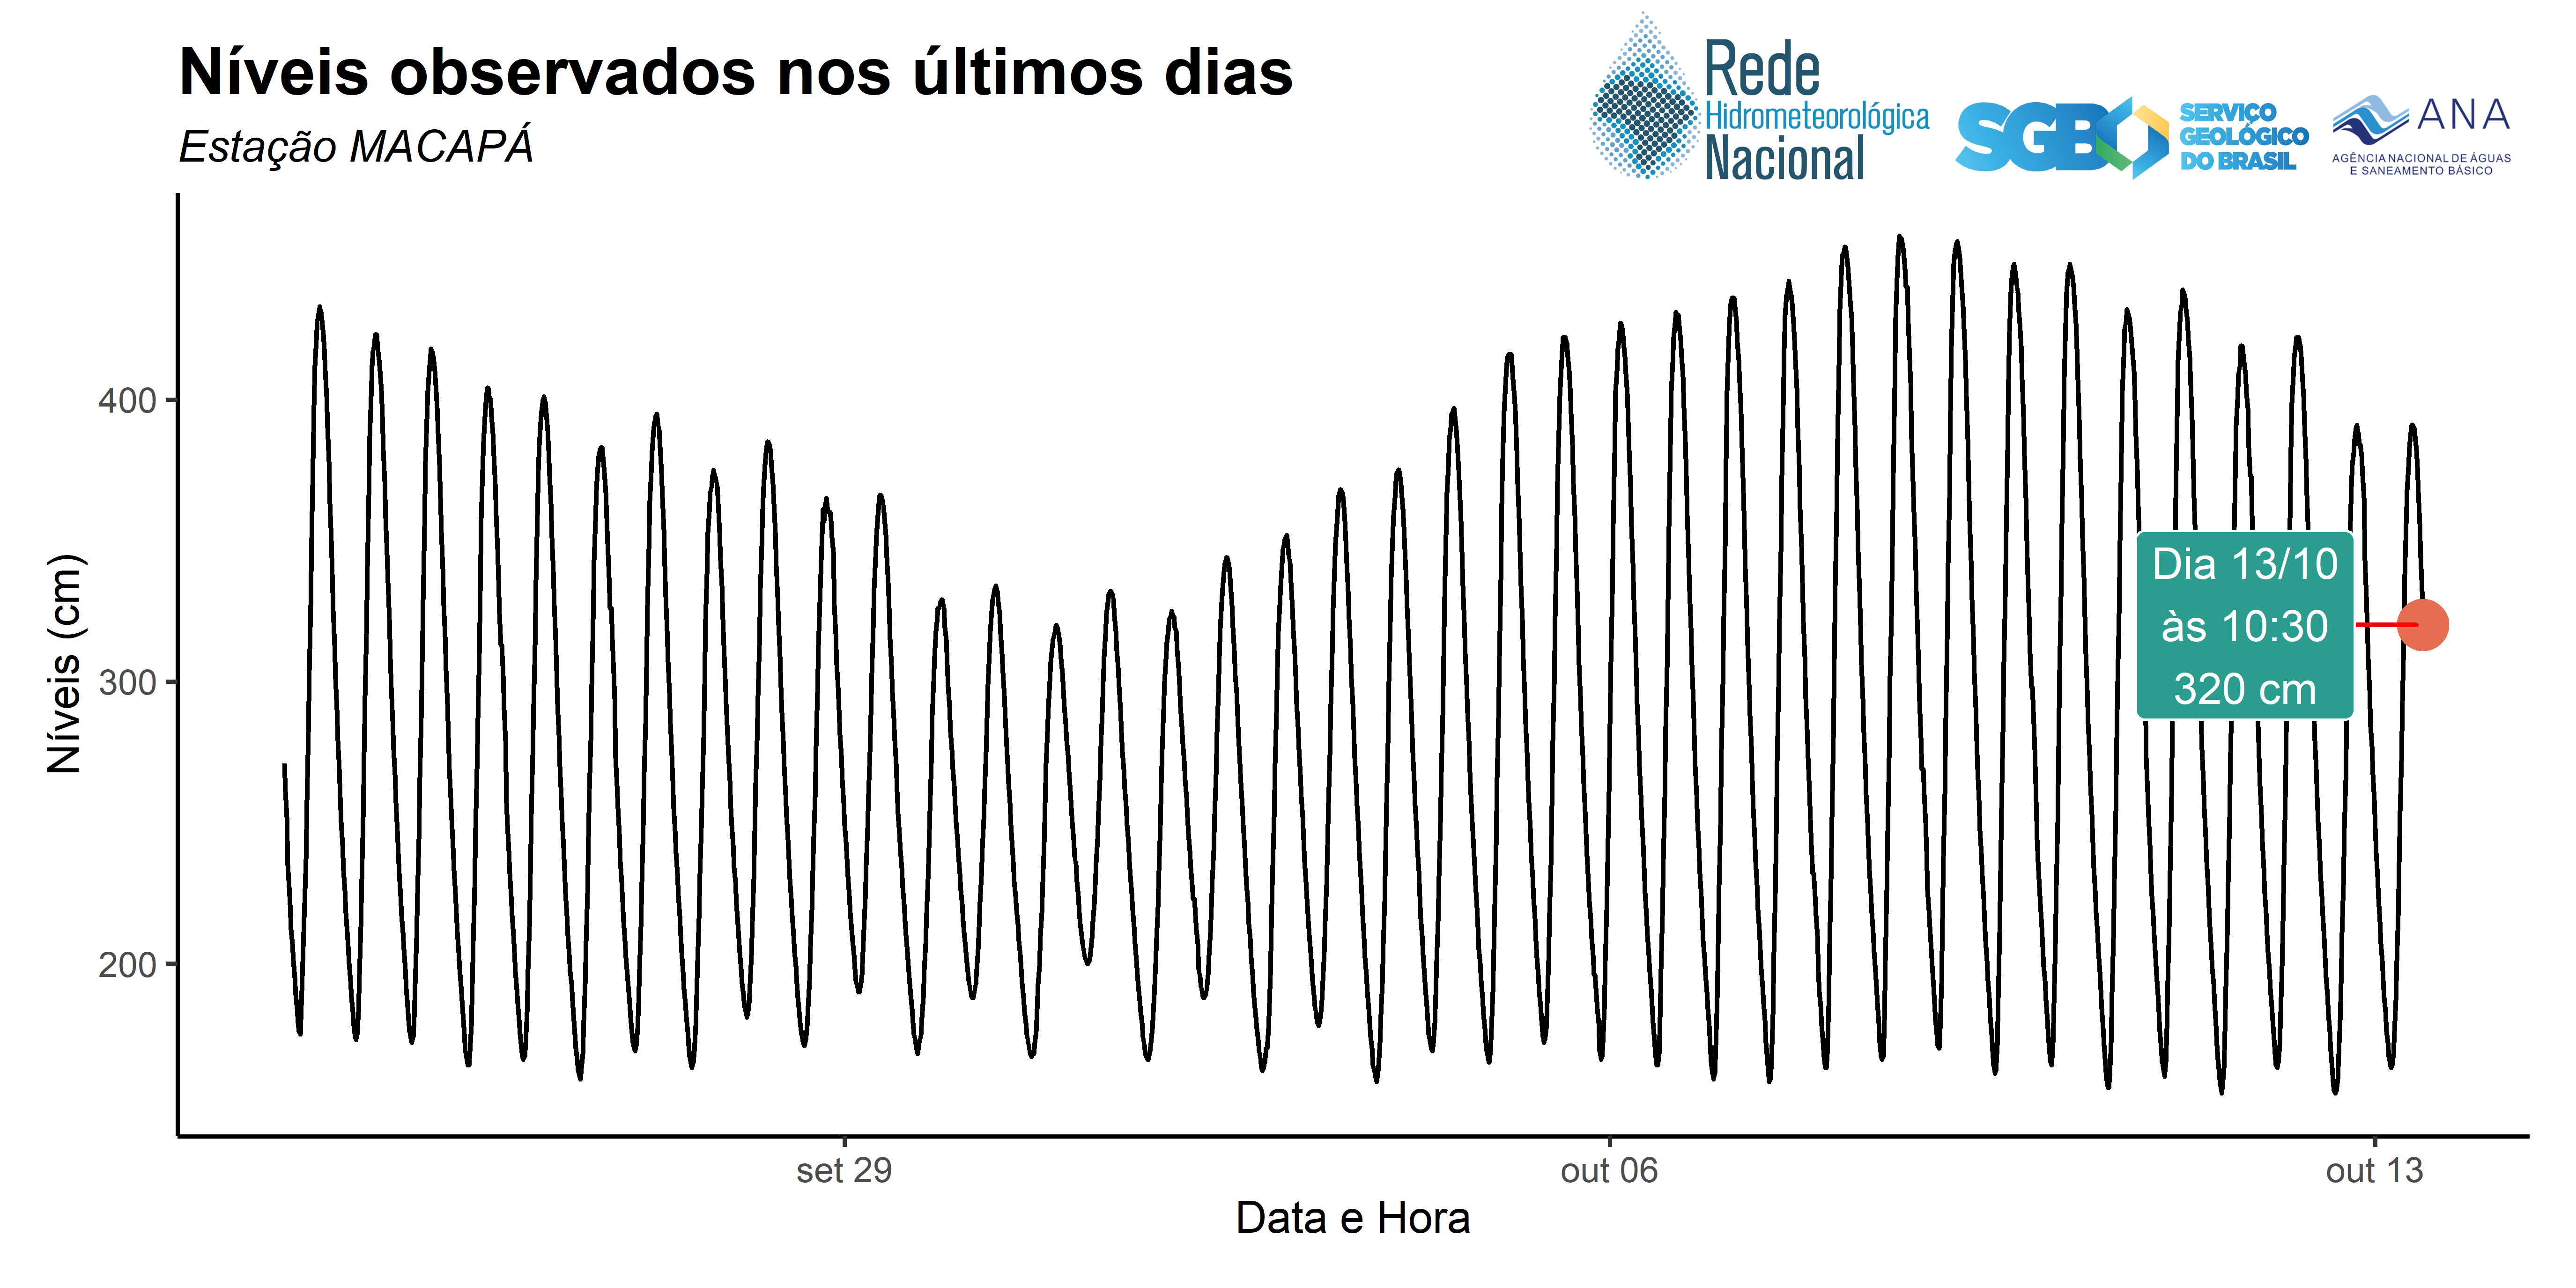 Níveis observados nos últimos dias
Estação MACAPÁ
Rede
Hidrometeorológica
Nacional
SGB
SERVIÇO
GEOLÓGICO
DO BRASIL
ANA
AGÊNCIA NACIONAL DE ÁGUAS
E SANEAMENTO BÁSICO
Níveis (cm)
400
300
200
Dia 13/10
às 10:30
320 cm
set 29
out 06
out 13
Data e Hora